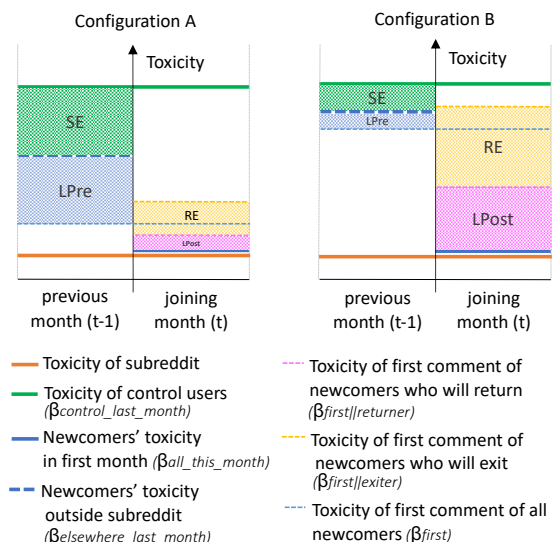 Configuration A
Toxicity
SE
LPre
RE
LPost
previous
month (t-1)
joining
month (t)
Configuration B
Toxicity
SE
LPre
RE
LPost
previous
month (t-1)
joining
month (t)
Toxicity of subreddit
Toxicity of control users
(βcontrol_last_month)
Newcomers’ toxicity
in first month (βall_this_month)
Newcomers’ toxicity
outside subreddit
(βelsewhere_last_month)
Toxicity of first comment of
newcomers who will return
(βfirst||returner)
Toxicity of first comment of
newcomers who will exit
(βfirst||exiter)
Toxicity of first comment of all
newcomers (βfirst)